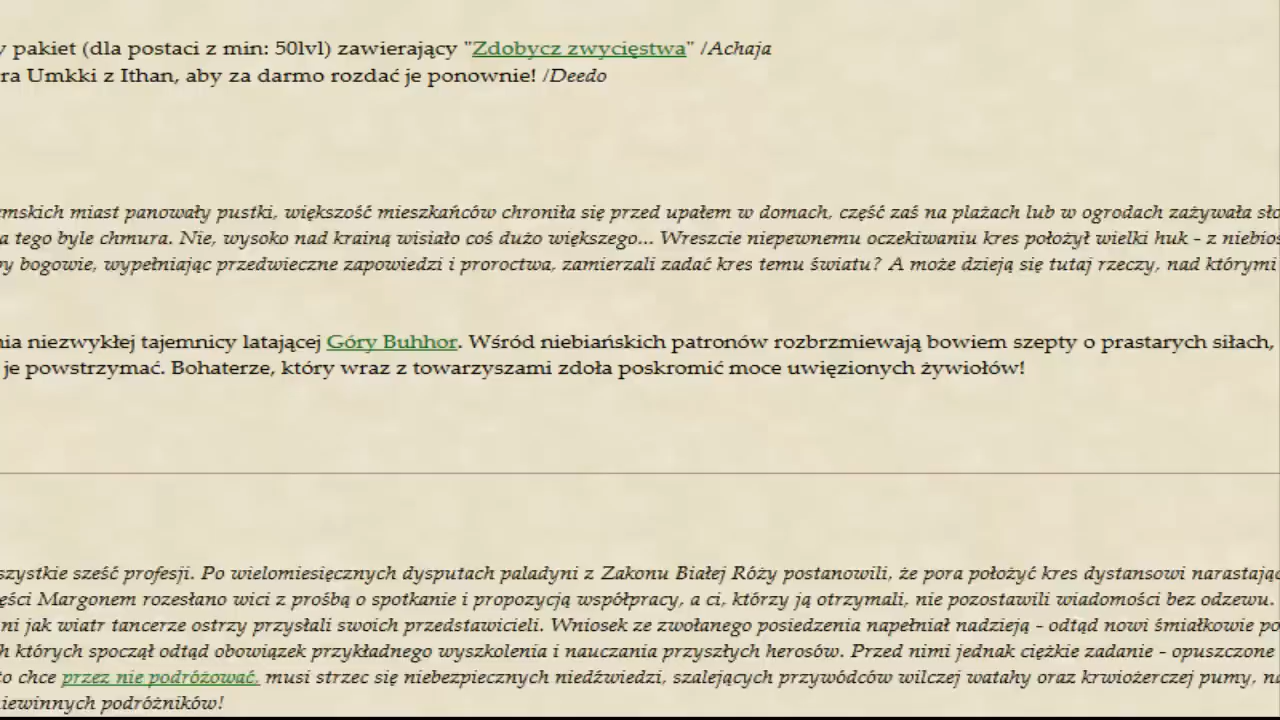 pakiet (dla postaci z min: 50lvl) zawierający "Zdobycz zwycięstwa" /Achaja
ra Umkki z Ithan, aby za darmo rozdać je ponownie! /Deedo
mskich miast panowały pustki, większość mieszkańców chroniła się przed upałem w domach, część zaś na plażach lub w ogrodach zażywała sło
a tego byle chmura. Nie, wysoko nad krainą wisiało coś dużo większego... Wreszcie niepewnemu oczekiwaniu kres położył wielki huk - z niebios
by bogowie, wypełniając przedwieczne zapowiedzi i proroctwa, zamierzali zadać kres temu światu? A może dzieją się tutaj rzeczy, nad którymi
nia niezwykłej tajemnicy latającej Góry Buhhor. Wśród niebiańskich patronów rozbrzmiewają bowiem szepty o prastarych siłach,
je powstrzymać. Bohaterze, który wraz z towarzyszami zdoła poskromić moce uwięzionych żywiołów!
szystkie sześć profesji. Po wielomiesięcznych dysputach paladyni z Zakonu Białej Róży postanowili, że pora położyć kres dystansowi narastając
ęści Margonem rozesłano wici z prośbą o spotkanie i propozycją współpracy, a ci, którzy ją otrzymali, nie pozostawili wiadomości bez odzewu.
ni jak wiatr tancerze ostrzy przysłali swoich przedstawicieli. Wniosek ze zwołanego posiedzenia napełniał nadzieją - odtąd nowi śmiałkowie po
h których spoczął odtąd obowiązek przykładnego wyszkolenia i nauczania przyszłych herosów. Przed nimi jednak ciężkie zadanie - opuszczone
to chce przez nie podróżować, musi strzec się niebezpiecznych niedźwiedzi, szalejących przywódców wilczej watahy oraz krwiożerczej pumy, na
iewinnych podróżników!